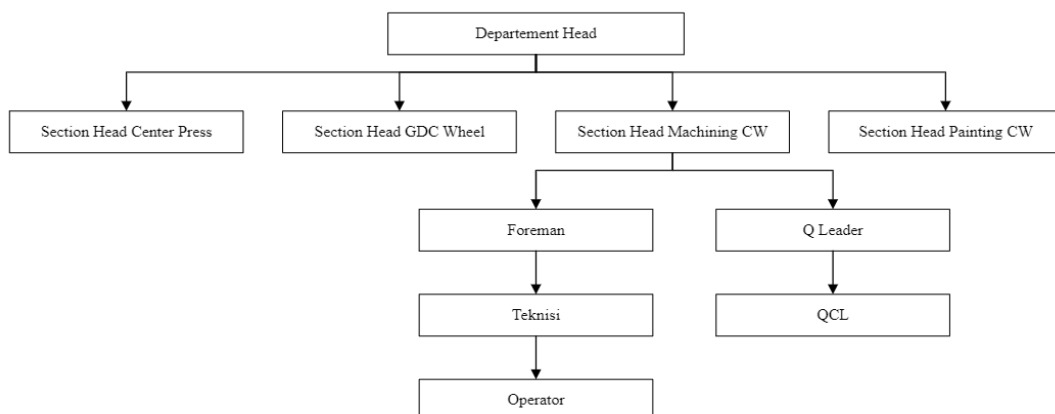 Departement Head
Section Head Center Press
Section Head GDC Wheel
Section Head Machining CW
Section Head Painting CW
Foreman
Q Leader
Teknisi
QCL
Operator